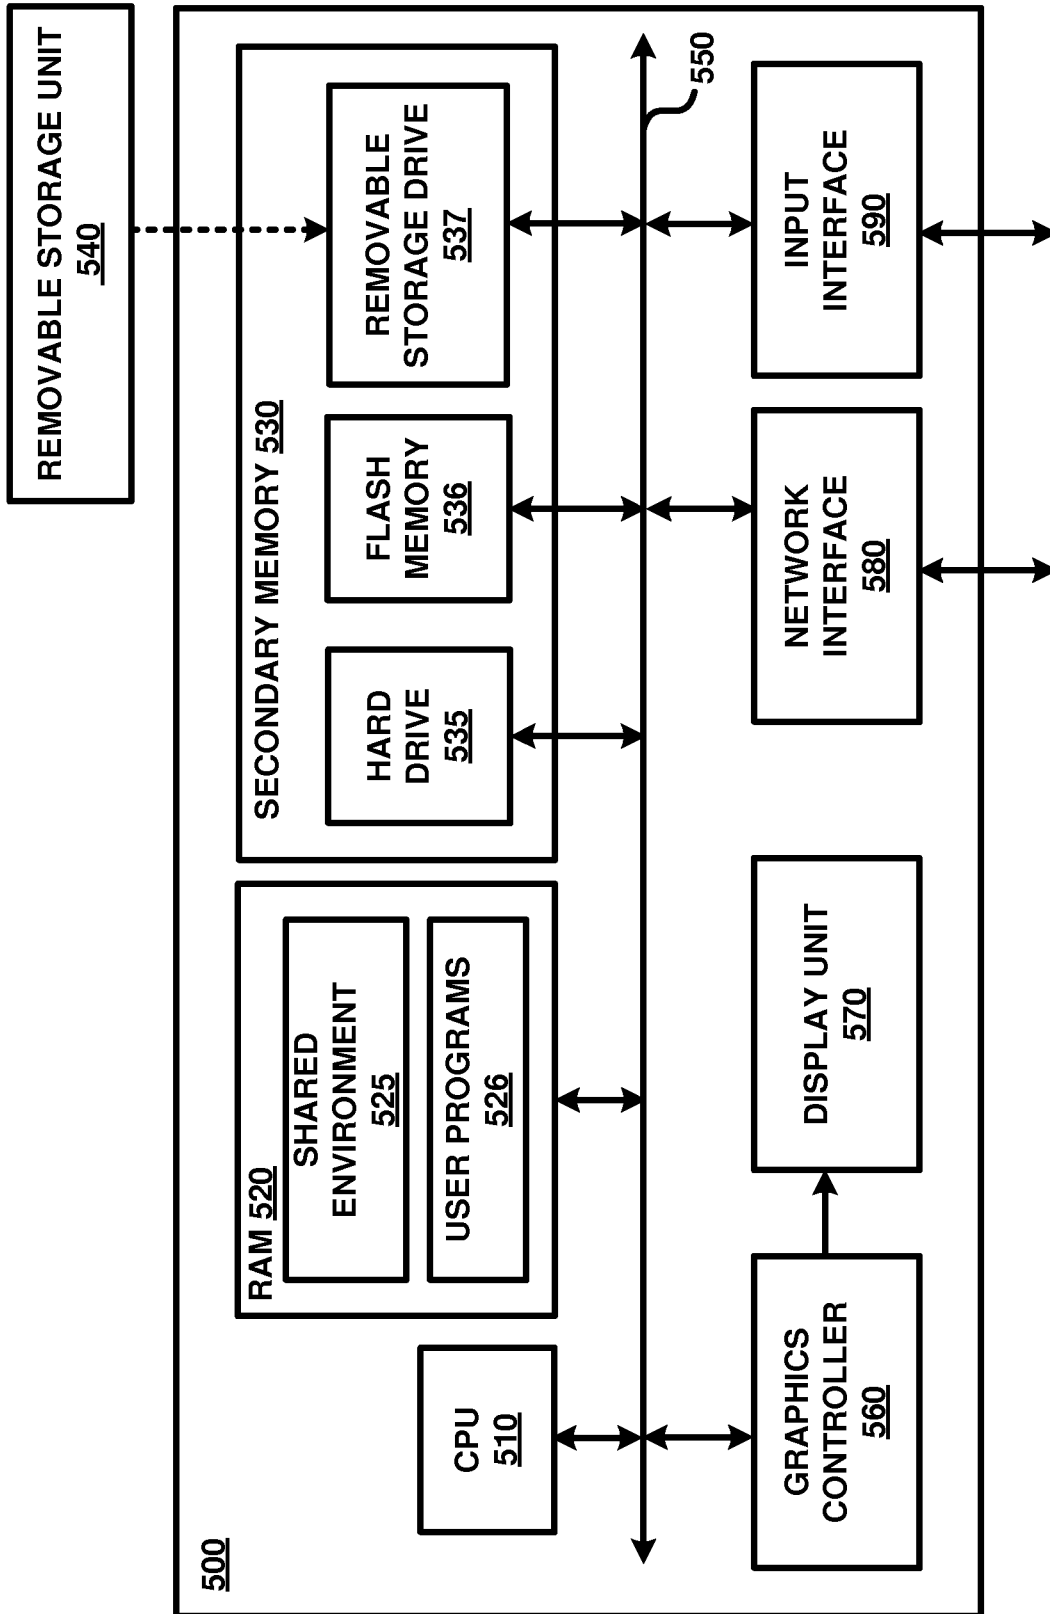 REMOVABLE STORAGE UNIT
540
500
CPU
510
RAM 520
SHARED
ENVIRONMENT
525
USER PROGRAMS
526
SECONDARY MEMORY 530
HARD
DRIVE
535
FLASH
MEMORY
536
REMOVABLE
STORAGE DRIVE
537
550
GRAPHICS
CONTROLLER
560
DISPLAY UNIT
570
NETWORK
INTERFACE
580
INPUT
INTERFACE
590